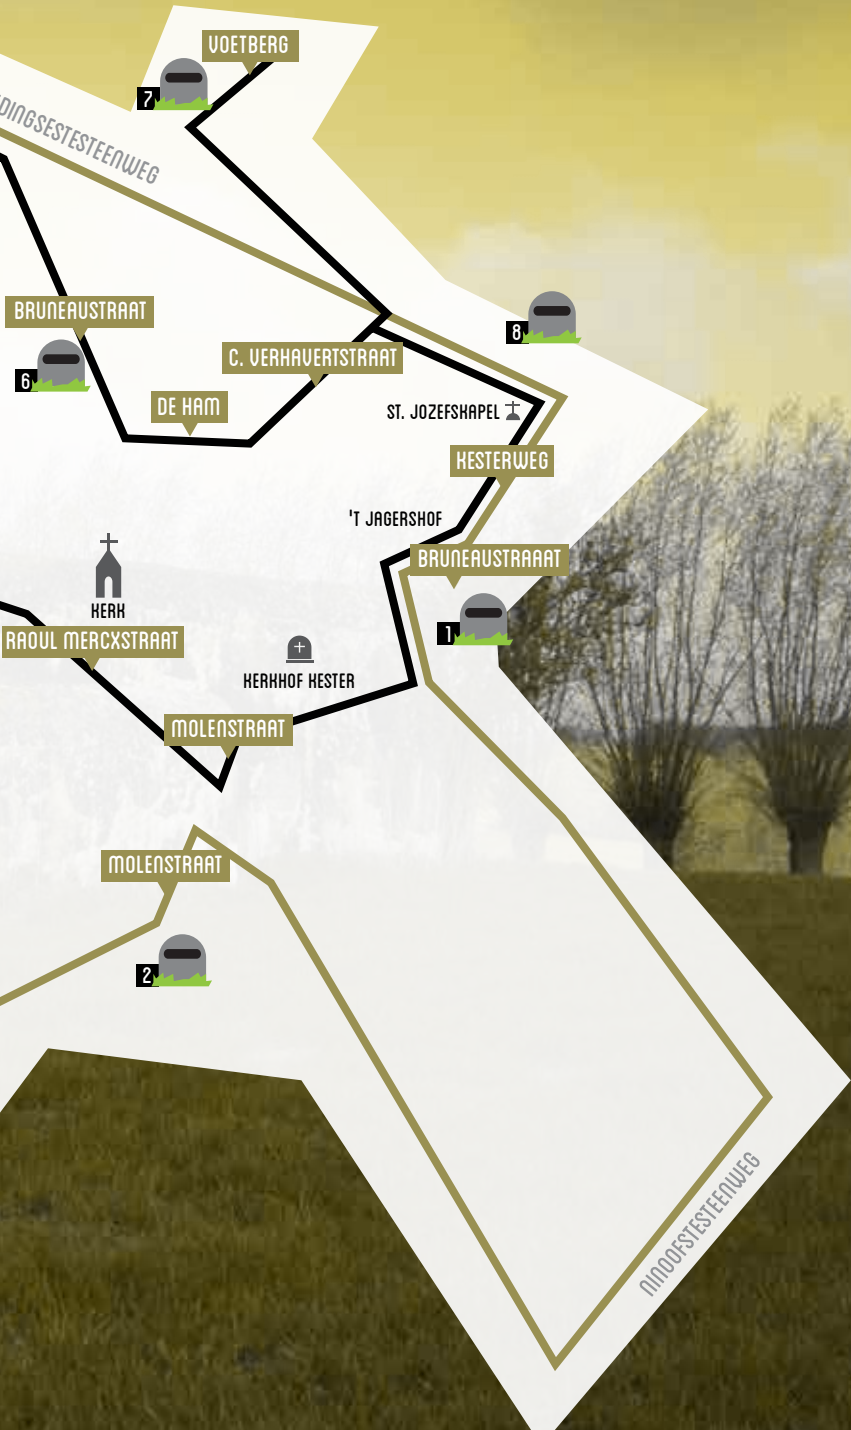 VOETBERG
7
DINGSESTESTEENWEG
BRUNEAUSTRAAT
8
C. VERHAVERTSTRAAT
6
DE HAM
ST. JOZEFSKAPEL
KESTERWEG
'T JAGERSHOF
BRUNEAUSTRAAAT
KERK
1
RAOUL MERCXSTRAAT
KERKHOF KESTER
MOLENSTRAAT
MOLENSTRAAT
2
NINOOFSTESTEENWEG